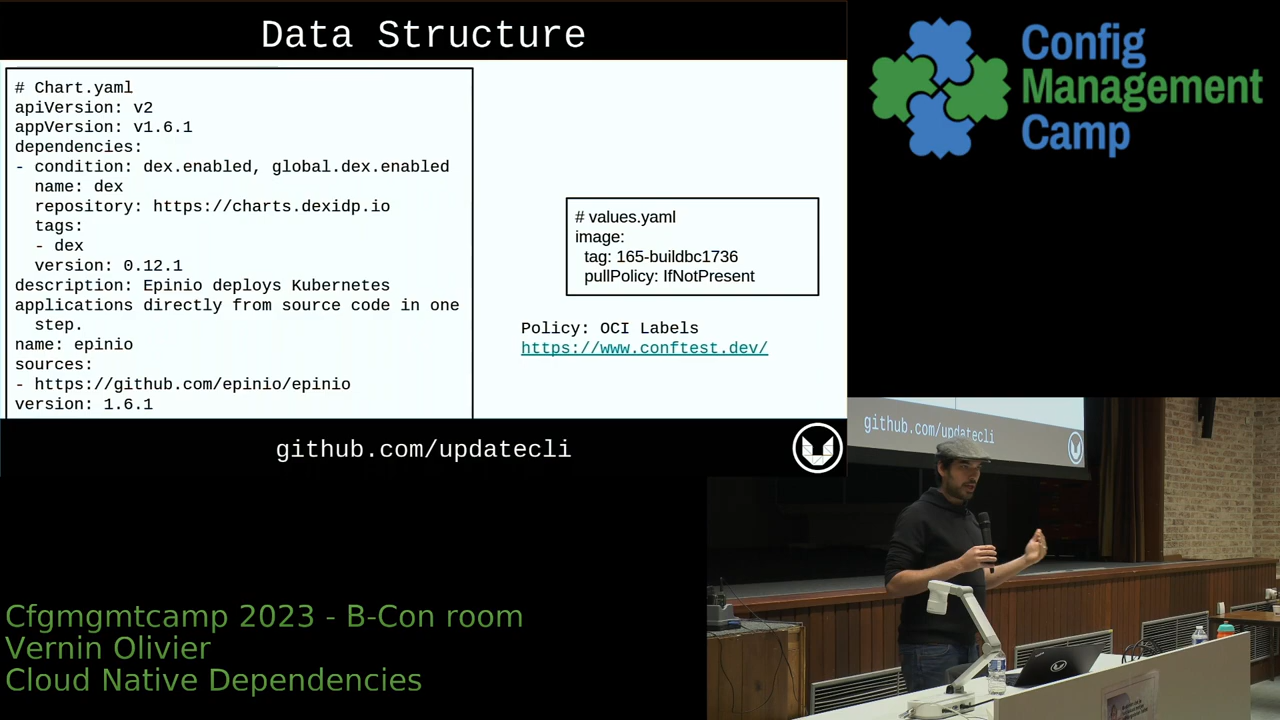 Data Structure
# Chart.yaml
apiVersion: v2
appVersion: v1.6.1
dependencies:
- condition: dex.enabled, global.dex.enabled
name: dex
repository: https://charts.dexidp.io
tags:
- dex
version: 0.12.1
description: Epinio deploys Kubernetes
applications directly from source code in one
step.
name: epinio
sources:
- https://github.com/epinio/epinio
version: 1.6.1
# values.yaml
image:
tag: 165-buildbc1736
pullPolicy: IfNotPresent
Policy: OCI Labels
https://www.conftest.dev/
github.com/updatecli
Config
Management
Camp
github.com/updatecli
Cfgmgmtcamp 2023 - B-Con room
Vernin Olivier
Cloud Native Dependencies